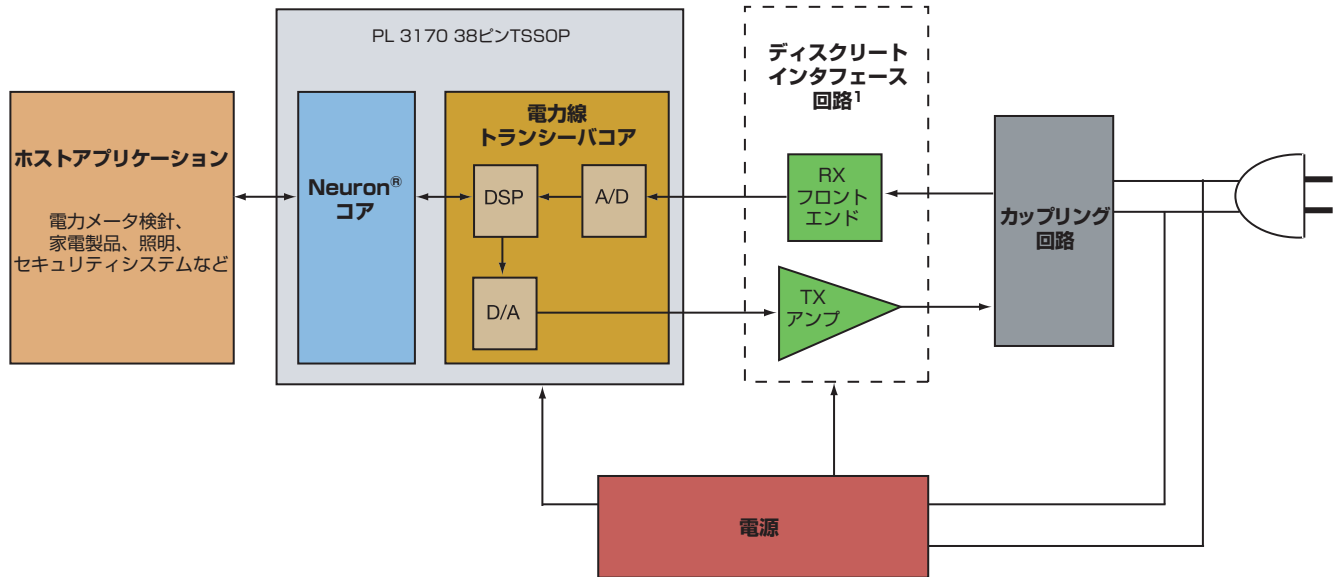 PL 3170 38ピンTSSOP
ホストアプリケーション
電力メータ検針、
家電製品、照明、
セキュリティシステムなど
Neuron®
コア
電力線
トランシーバコア
DSP
A/D
D/A
ディスクリート
インタフェース
回路1
RX
フロント
エンド
TX
アンプ
カップリング
回路
電源